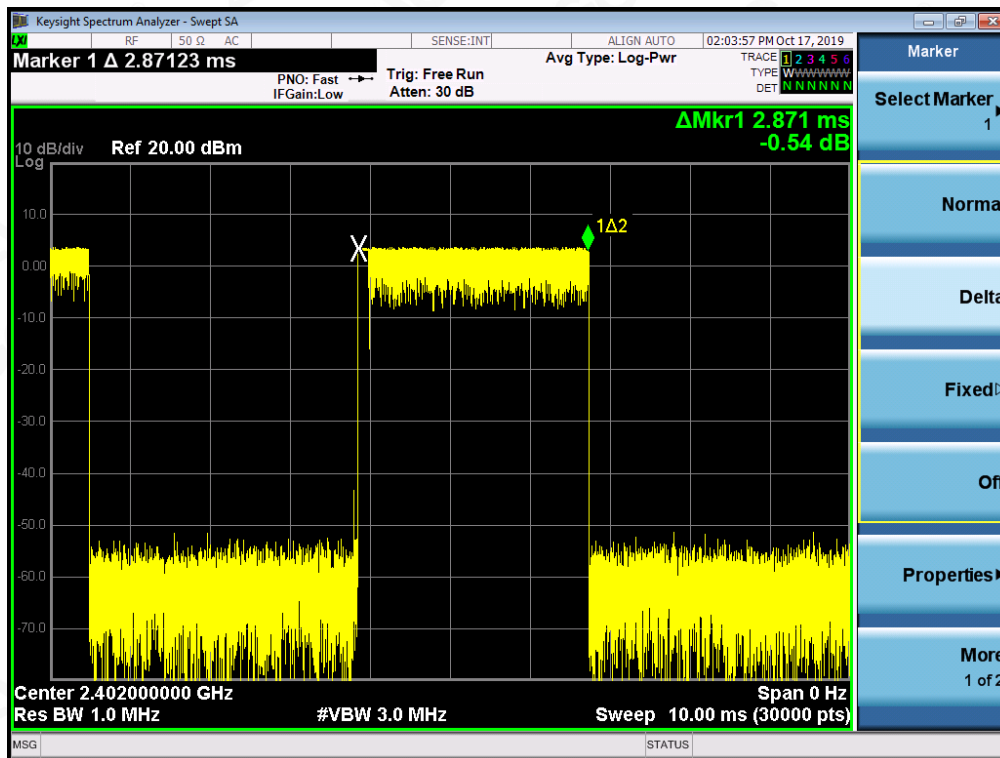 Keysight Spectrum Analyzer - Swept SA
LXI RF 50 Ω AC SENSE:INT ALIGN AUTO 02:03:57 PM Oct 17, 2019
Marker 1 Δ 2.87123 ms
PNO: Fast
IFGain:Low
Trig: Free Run
Atten: 30 dB
Avg Type: Log-Pwr
TRACE 1 2 3 4 5 6
TYPE W
DET N N N N N N
ΔMkr1 2.871 ms
-0.54 dB
10 dB/div Ref 20.00 dBm
Log
10.0
1Δ2
0.00
-10.0
-20.0
-30.0
-40.0
-50.0
-60.0
-70.0
Center 2.402000000 GHz Span 0 Hz
Res BW 1.0 MHz #VBW 3.0 MHz Sweep 10.00 ms (30000 pts)
MSG STATUS
Marker
Select Marker
1
Norma
Delta
Fixed
Off
Properties
More
1 of 2